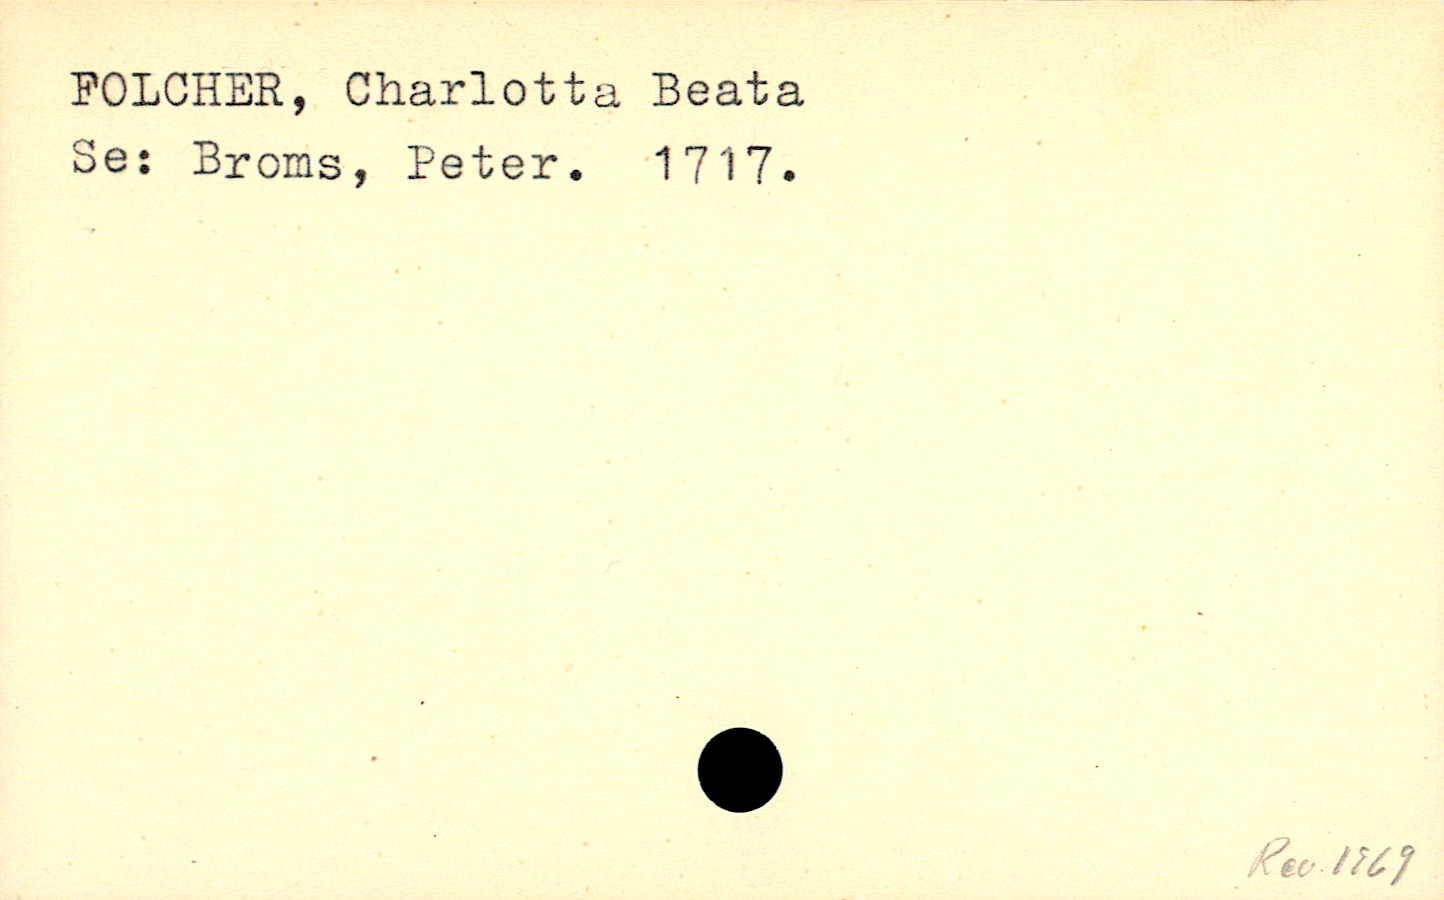 FOLCHER, Charlotta Beata
Se: Broms, Peter. 1717.
Rev. 1969